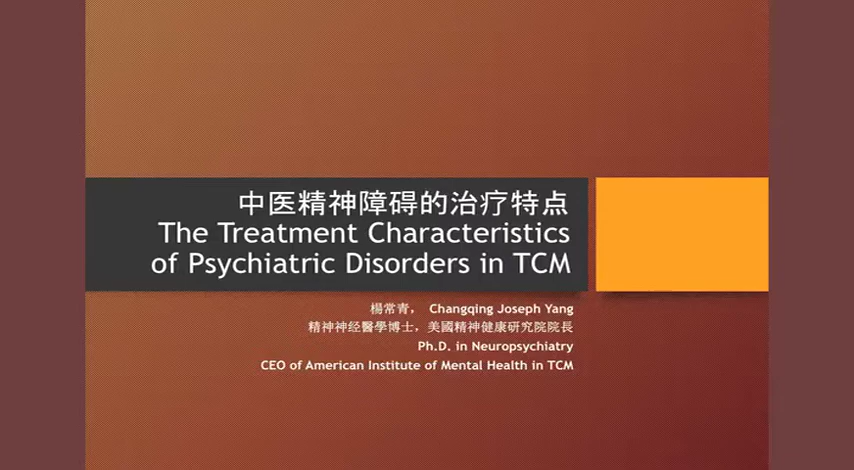 中医精神障碍的治疗特点
The Treatment Characteristics
of Psychiatric Disorders in TCM
楊常青， Changqing Joseph Yang
精神神经醫學博士，美國精神健康研究院院長
Ph.D. in Neuropsychiatry
CEO of American Institute of Mental Health in TCM